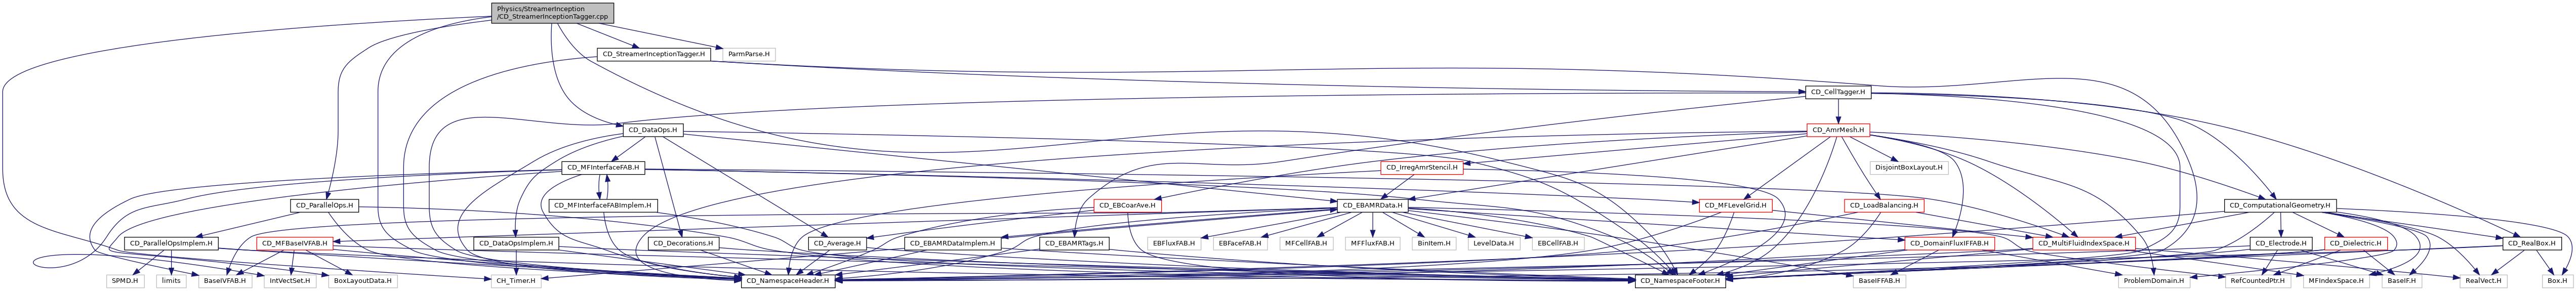 Physics/StreamerInception
/CD_StreamerInceptionTagger.cpp
CD_StreamerInceptionTagger.H
ParmParse.H
CD_CellTagger.H
CD_DataOps.H
CD_AmrMesh.H
CD_MFInterfaceFAB.H
CD_IrregAmrStencil.H
DisjointBoxLayout.H
CD_ParallelOps.H
CD_MFInterfaceFABImplem.H
CD_EBCoarAve.H
CD_EBAMRData.H
CD_MFLevelGrid.H
CD_LoadBalancing.H
CD_ComputationalGeometry.H
CD_ParallelOpsImplem.H
CD_MFBaseIVFAB.H
CD_DataOpsImplem.H
CD_Decorations.H
CD_Average.H
CD_EBAMRDataImplem.H
CD_EBAMRTags.H
EBFluxFAB.H
EBFaceFAB.H
MFCellFAB.H
MFFluxFAB.H
BinItem.H
LevelData.H
EBCellFAB.H
CD_DomainFluxIFFAB.H
CD_MultiFluidIndexSpace.H
CD_Electrode.H
CD_Dielectric.H
CD_RealBox.H
SPMD.H
limits
BaseIVFAB.H
IntVectSet.H
BoxLayoutData.H
CH_Timer.H
CD_NamespaceHeader.H
CD_NamespaceFooter.H
BaseIFFAB.H
ProblemDomain.H
RefCountedPtr.H
MFIndexSpace.H
BaseIF.H
RealVect.H
Box.H